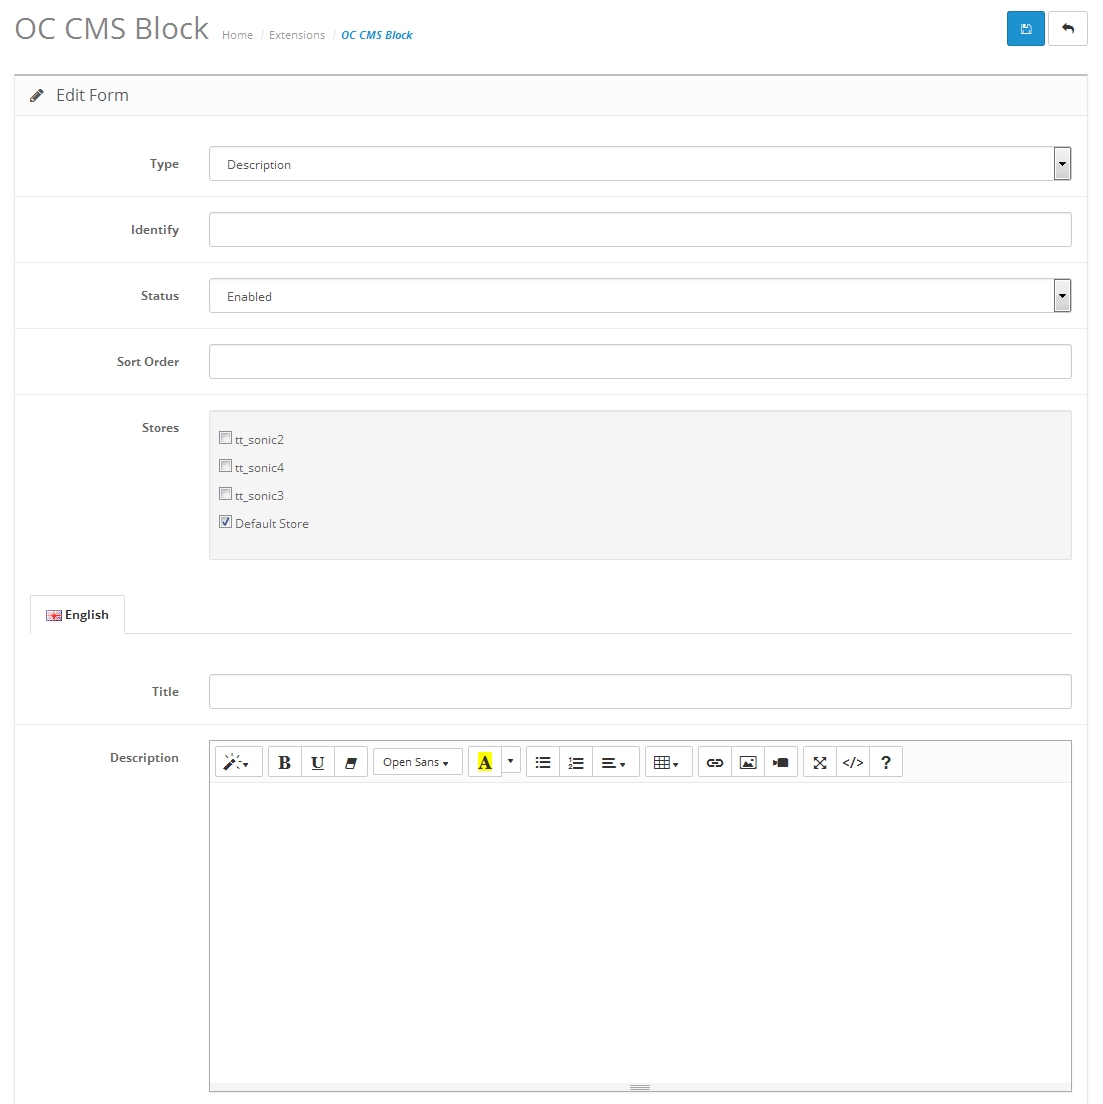 OC CMS Block Home / Extensions / OC CMS Block
Edit Form
Type Description
Identify
Status Enabled
Sort Order
Stores
tt_sonic2
tt_sonic4
tt_sonic3
Default Store
English
Title
Description B U Open Sans A </> ?